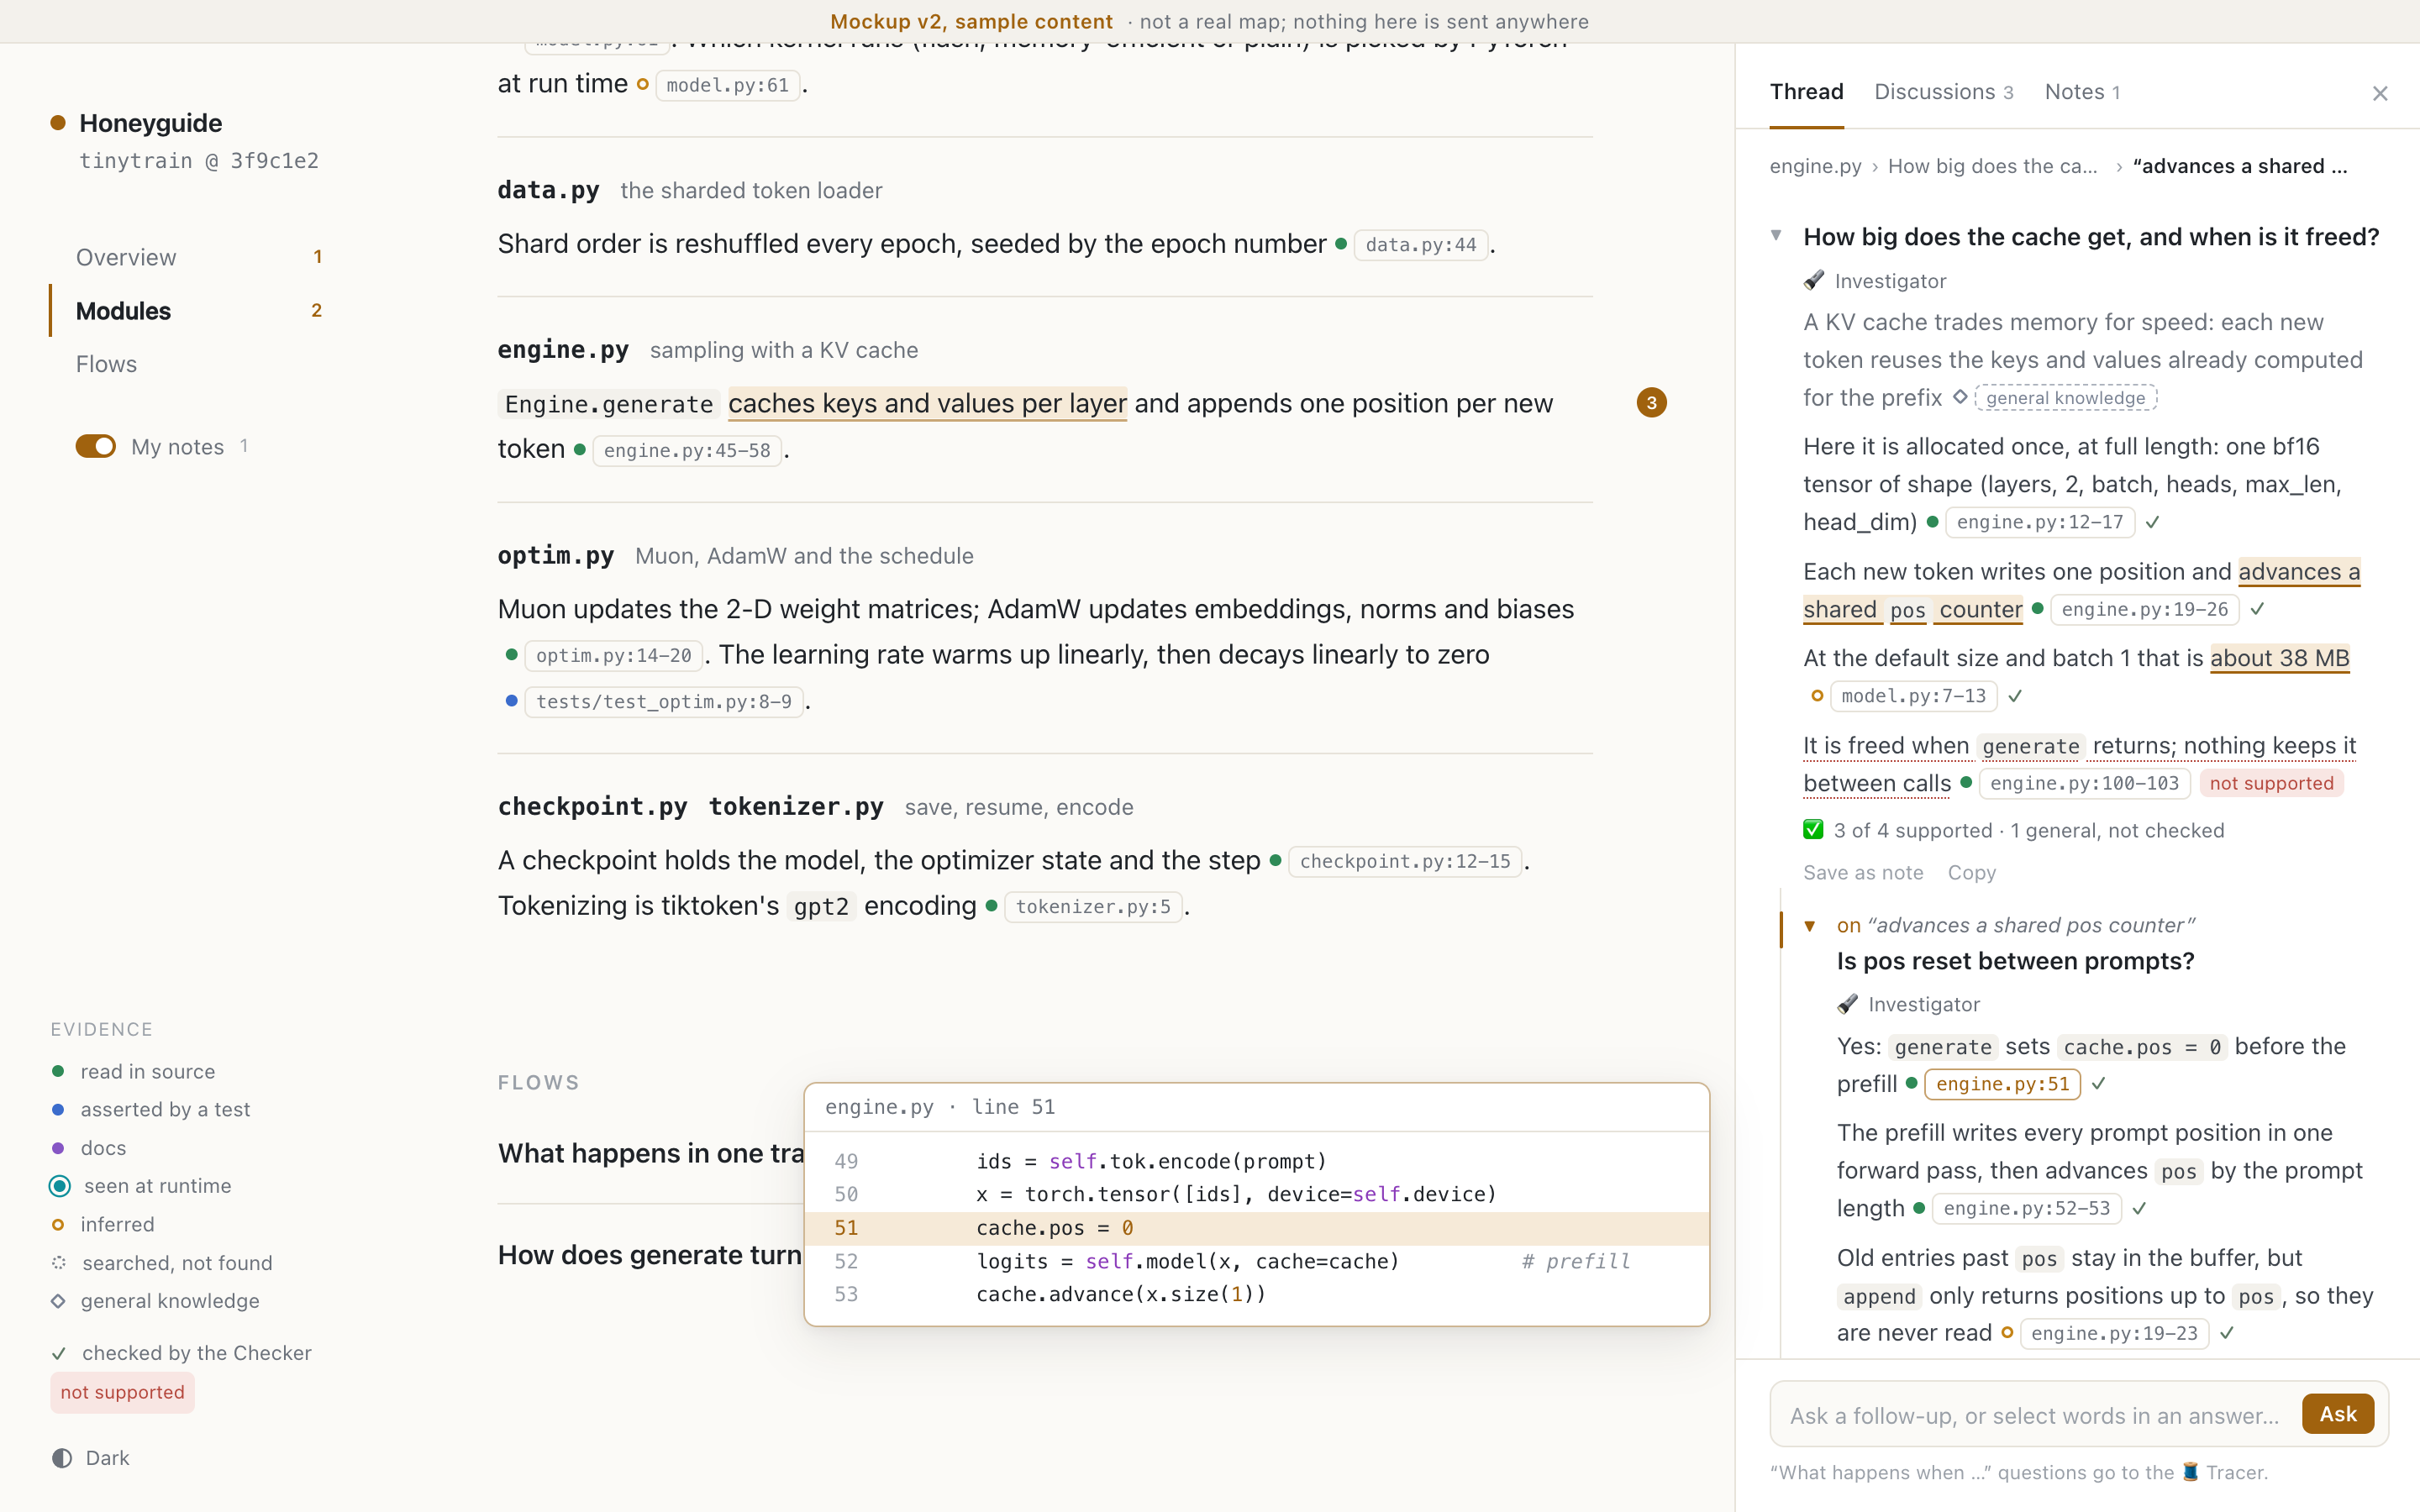 Mockup v2, sample content · not a real map; nothing here is sent anywhere
Honeyguide
tinytrain @ 3f9c1e2
Overview 1
Modules 2
Flows
My notes 1
EVIDENCE
read in source
asserted by a test
docs
seen at runtime
inferred
searched, not found
general knowledge
✓ checked by the Checker
not supported
Dark
at run time model.py:61 .
data.py the sharded token loader
Shard order is reshuffled every epoch, seeded by the epoch number data.py:44 .
engine.py sampling with a KV cache
Engine.generate caches keys and values per layer and appends one position per new 3
token engine.py:45–58 .
optim.py Muon, AdamW and the schedule
Muon updates the 2-D weight matrices; AdamW updates embeddings, norms and biases
optim.py:14–20 . The learning rate warms up linearly, then decays linearly to zero
tests/test_optim.py:8–9 .
checkpoint.py tokenizer.py save, resume, encode
A checkpoint holds the model, the optimizer state and the step checkpoint.py:12–15 .
Tokenizing is tiktoken's gpt2 encoding tokenizer.py:5 .
FLOWS
What happens in one tra
How does generate turn
engine.py · line 51
49 ids = self.tok.encode(prompt)
50 x = torch.tensor([ids], device=self.device)
51 cache.pos = 0
52 logits = self.model(x, cache=cache) # prefill
53 cache.advance(x.size(1))
Thread Discussions 3 Notes 1 ×
engine.py › How big does the ca... › “advances a shared ...
How big does the cache get, and when is it freed?
Investigator
A KV cache trades memory for speed: each new
token reuses the keys and values already computed
for the prefix general knowledge
Here it is allocated once, at full length: one bf16
tensor of shape (layers, 2, batch, heads, max_len,
head_dim) engine.py:12–17 ✓
Each new token writes one position and advances a
shared pos counter engine.py:19–26 ✓
At the default size and batch 1 that is about 38 MB
model.py:7–13 ✓
It is freed when generate returns; nothing keeps it
between calls engine.py:100–103 not supported
✅ 3 of 4 supported · 1 general, not checked
Save as note Copy
on “advances a shared pos counter”
Is pos reset between prompts?
Investigator
Yes: generate sets cache.pos = 0 before the
prefill engine.py:51 ✓
The prefill writes every prompt position in one
forward pass, then advances pos by the prompt
length engine.py:52–53 ✓
Old entries past pos stay in the buffer, but
append only returns positions up to pos, so they
are never read engine.py:19–23 ✓
Ask a follow-up, or select words in an answer... Ask
“What happens when ...” questions go to the Tracer.